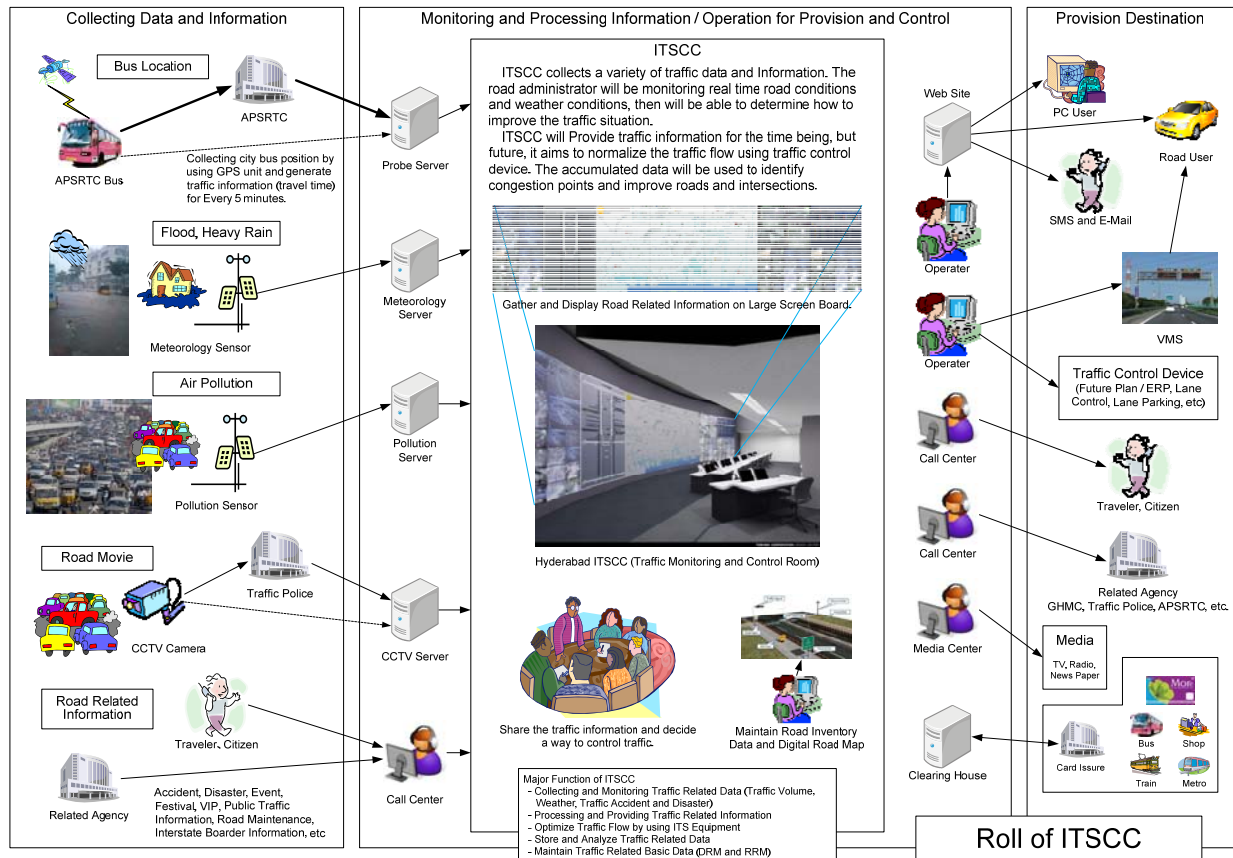 Collecting Data and Information
Bus Location
APSRTC
APSRTC Bus
Collecting city bus position by
using GPS unit and generate
traffic information (travel time)
for Every 5 minutes.
Flood, Heavy Rain
Meteorology Sensor
Air Pollution
Pollution Sensor
Road Movie
Traffic Police
CCTV Camera
Road Related
Information
Traveler, Citizen
Related Agency
Accident, Disaster, Event,
Festival, VIP, Public Traffic
Information, Road Maintenance,
Interstate Boarder Information, etc
Monitoring and Processing Information / Operation for Provision and Control
Probe Server
Meteorology
Server
Pollution
Server
CCTV Server
Call Center
ITSCC
ITSCC collects a variety of traffic data and Information. The
road administrator will be monitoring real time road conditions
and weather conditions, then will be able to determine how to
improve the traffic situation.
ITSCC will Provide traffic information for the time being, but
future, it aims to normalize the traffic flow using traffic control
device. The accumulated data will be used to identify
congestion points and improve roads and intersections.
Gather and Display Road Related Information on Large Screen Board.
Hyderabad ITSCC (Traffic Monitoring and Control Room)
Share the traffic information and decide
a way to control traffic.
Maintain Road Inventory
Data and Digital Road Map
Major Function of ITSCC
- Collecting and Monitoring Traffic Related Data (Traffic Volume,
Weather, Traffic Accident and Disaster)
- Processing and Providing Traffic Related Information
- Optimize Traffic Flow by using ITS Equipment
- Store and Analyze Traffic Related Data
- Maintain Traffic Related Basic Data (DRM and RRM)
Web Site
Operater
Operater
Call Center
Call Center
Media Center
Clearing House
Provision Destination
PC User
Road User
SMS and E-Mail
VMS
Traffic Control Device
(Future Plan / ERP, Lane
Control, Lane Parking, etc)
Traveler, Citizen
Related Agency
GHMC, Traffic Police, APSRTC, etc.
Media
TV, Radio,
News Paper
Card Issure
Bus
Shop
Train
Metro
Roll of ITSCC